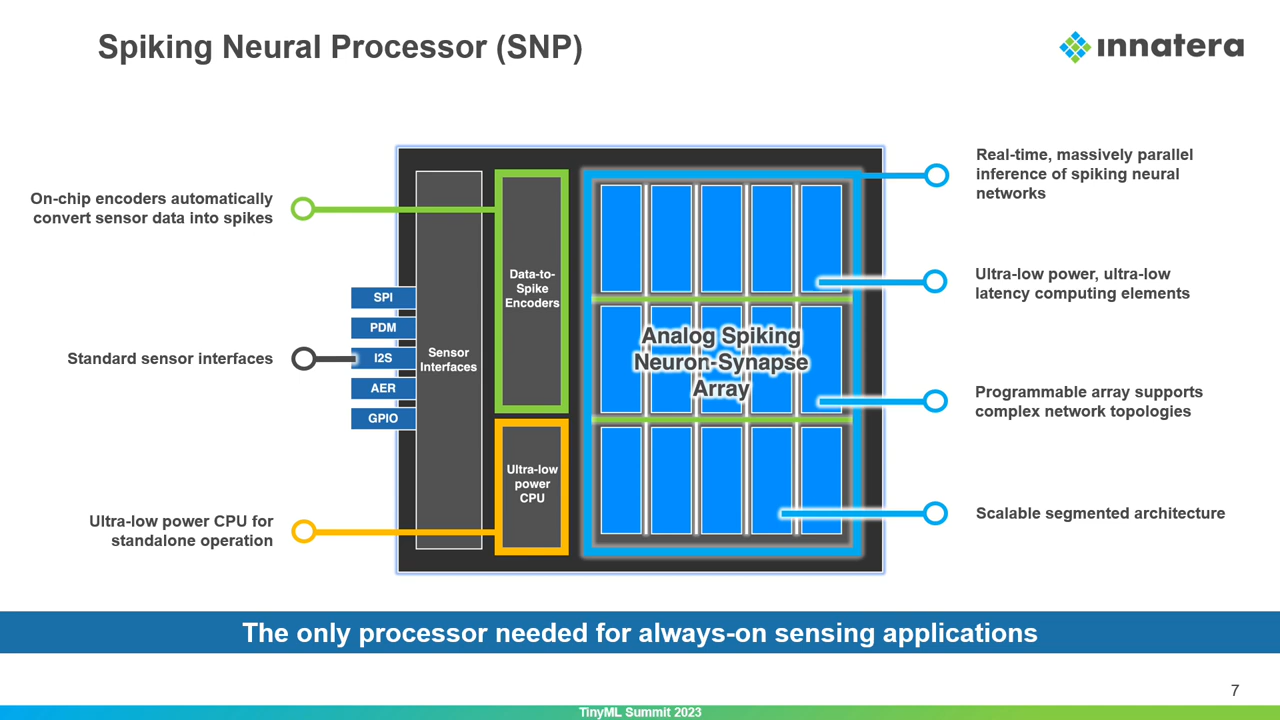 Spiking Neural Processor (SNP)
ınnatera
On-chip encoders automatically
convert sensor data into spikes
Standard sensor interfaces
Ultra-low power CPU for
standalone operation
SPI
PDM
I2S
AER
GPIO
Sensor
Interfaces
Data-to-
Spike
Encoders
Ultra-low
power
CPU
Analog Spiking
Neuron-Synapse
Array
Real-time, massively parallel
inference of spiking neural
networks
Ultra-low power, ultra-low
latency computing elements
Programmable array supports
complex network topologies
Scalable segmented architecture
The only processor needed for always-on sensing applications
7
TinyML Summit 2023